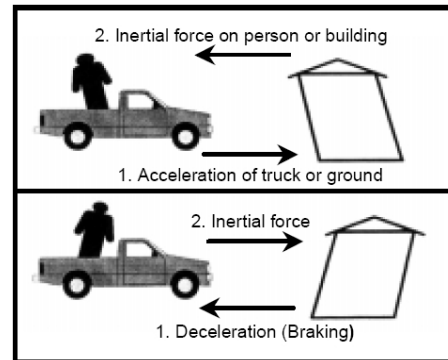 2. Inertial force on person or building
1. Acceleration of truck or ground
2. Inertial force
1. Deceleration (Braking)